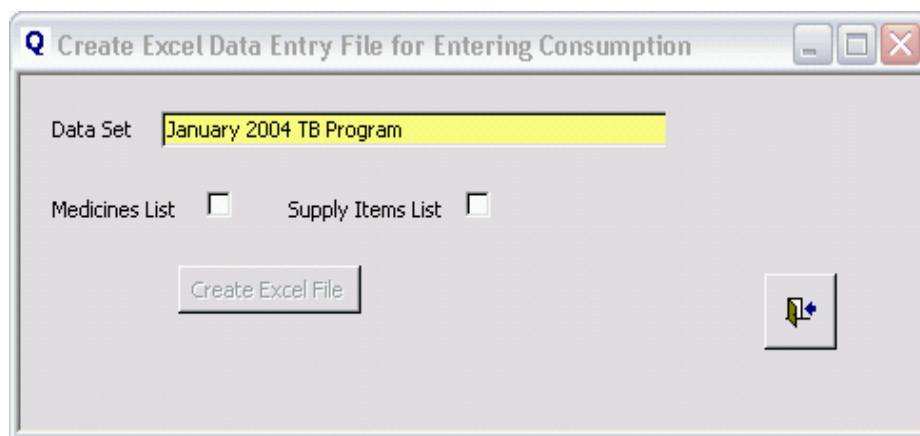 Q Create Excel Data Entry File for Entering Consumption
Data Set January 2004 TB Program
Medicines List Supply Items List
Create Excel File